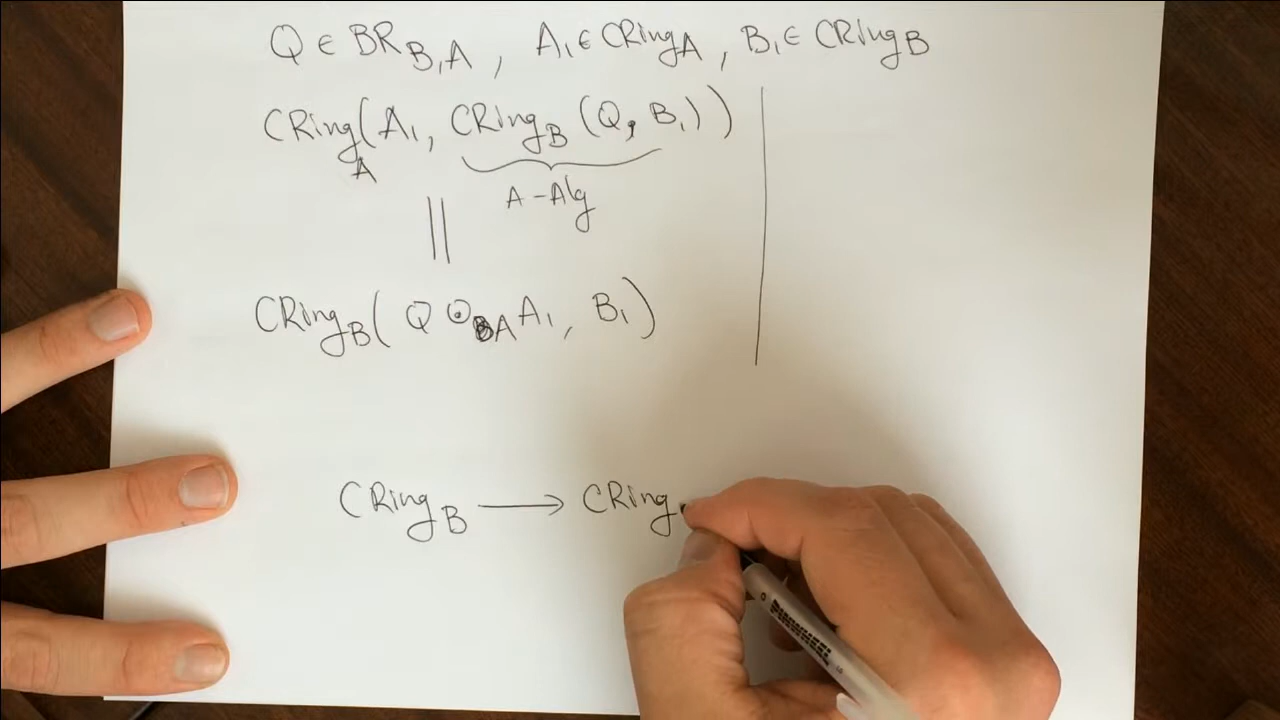 Q ∈ BR_{B,A} , A₁ ∈ CRing_A , B₁ ∈ CRing_B
CRing_A(A₁, CRing_B(Q, B₁))
A-Alg
||
CRing_B( Q ⊙_A A₁ , B₁)
CRing_B ⟶ CRing